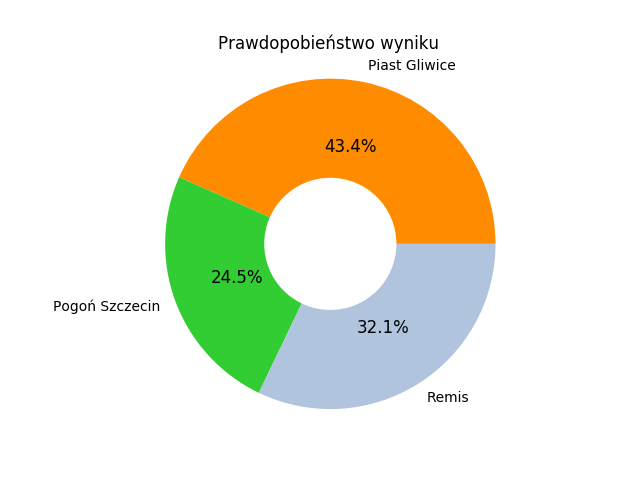 Prawdopobieństwo wyniku
Piast Gliwice
43.4%
24.5%
Pogoń Szczecin
32.1%
Remis